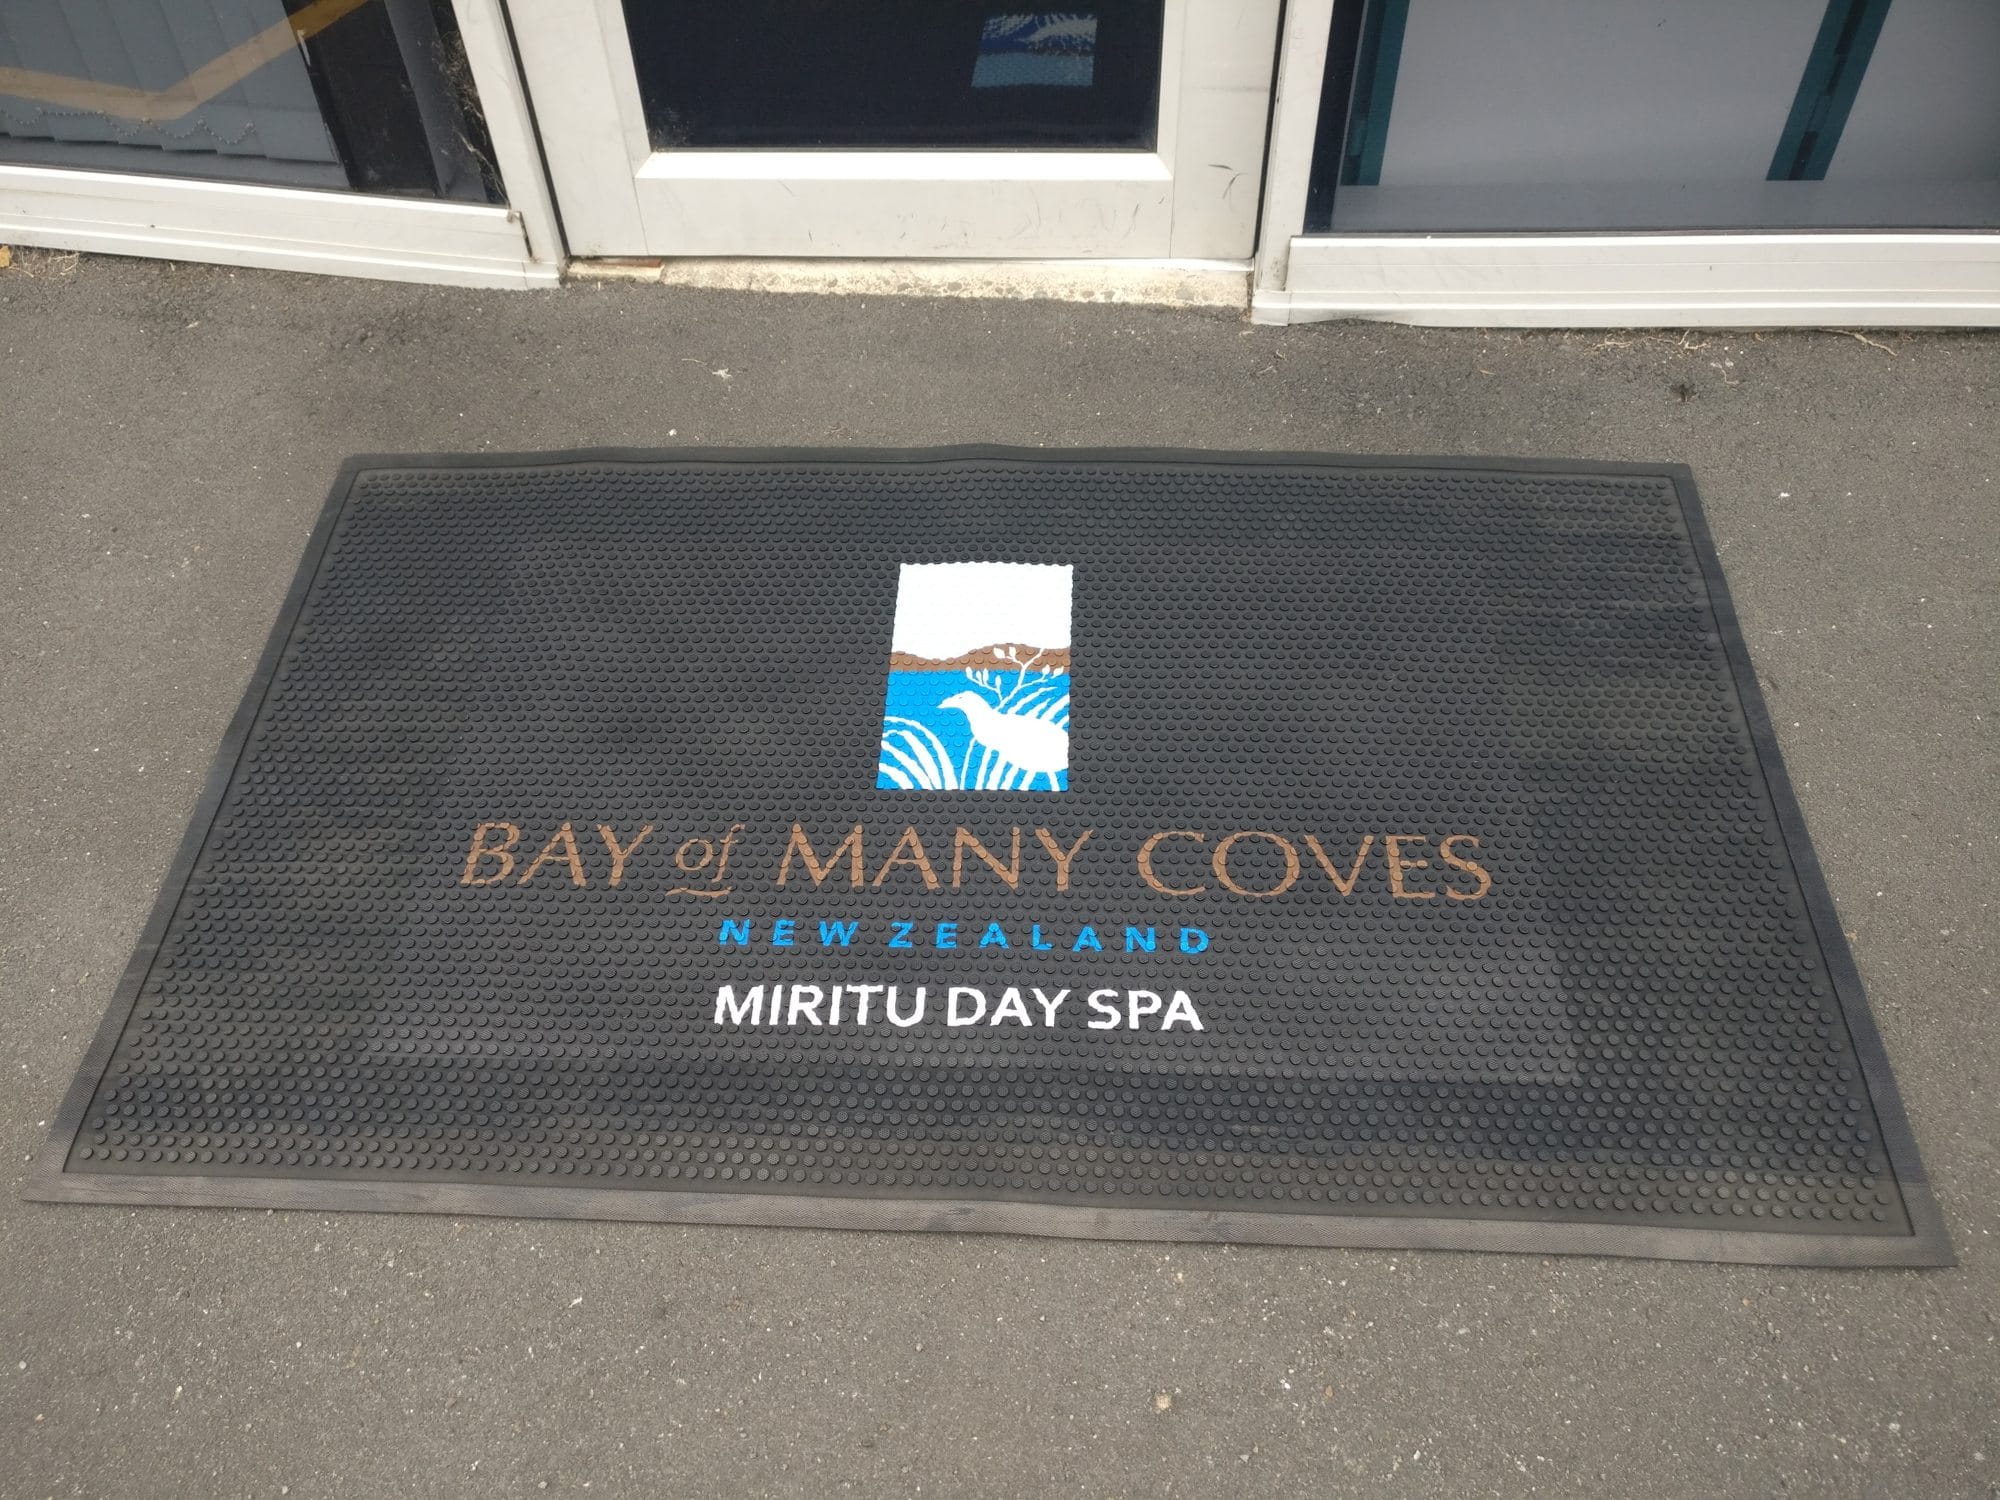 BAY of MANY COVES
NEW ZEALAND
MIRITU DAY SPA